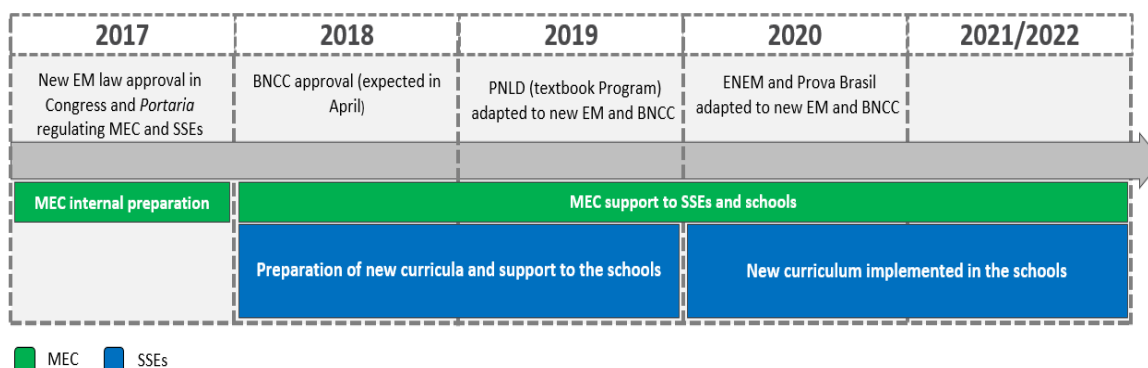 2017
2018
2019
2020
2021/2022
New EM law approval in
Congress and Portaria
regulating MEC and SSEs
BNCC approval (expected in
April)
PNLD (textbook Program)
adapted to new EM and BNCC
ENEM and Prova Brasil
adapted to new EM and BNCC
MEC internal preparation
MEC support to SSEs and schools
Preparation of new curricula and support to the schools
New curriculum implemented in the schools
MEC
SSEs